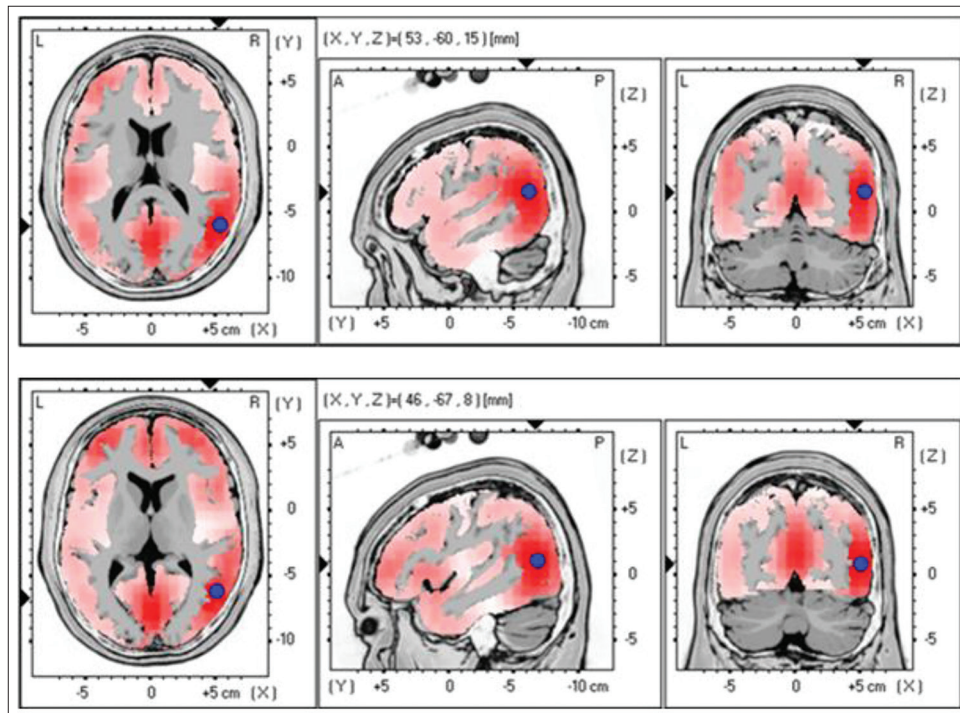 L R (Y)
+5
0
-5
-10
-5 0 +5 cm (X)
(X, Y, Z)=( 53 , -60 , 15 ) [mm]
A P (Z)
+5
0
-5
(Y) +5 0 -5 -10 cm
L R (Z)
+5
0
-5
-5 0 +5 cm (X)
L R (Y)
+5
0
-5
-10
-5 0 +5 cm (X)
(X, Y, Z)=( 46 , -67 , 8 ) [mm]
A P (Z)
+5
0
-5
(Y) +5 0 -5 -10 cm
L R (Z)
+5
0
-5
-5 0 +5 cm (X)